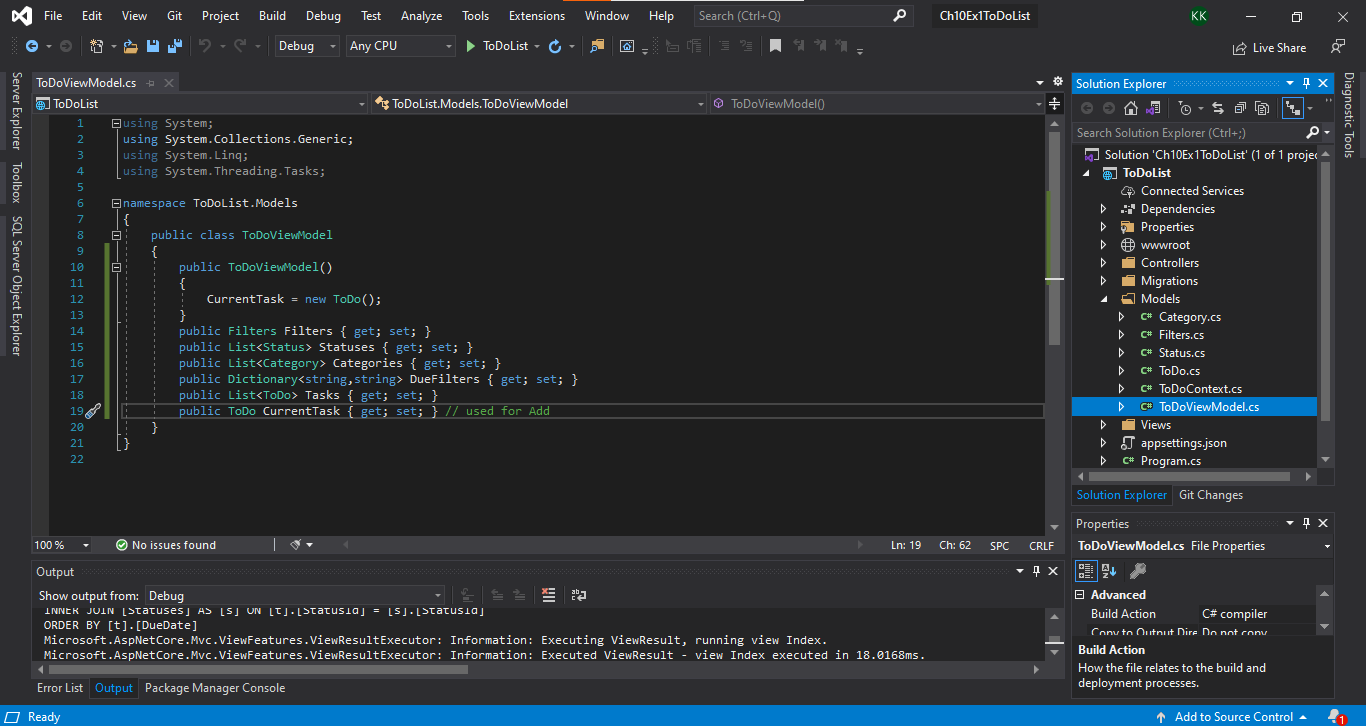 File Edit View Git Project Build Debug Test Analyze Tools Extensions Window Help Search (Ctrl+Q) Ch10Ex1ToDoList KK
Debug Any CPU ToDoList Live Share
Server Explorer
Toolbox
SQL Server Object Explorer
ToDoViewModel.cs
ToDoList ToDoList.Models.ToDoViewModel ToDoViewModel()
1 using System;
2 using System.Collections.Generic;
3 using System.Linq;
4 using System.Threading.Tasks;
5
6 namespace ToDoList.Models
7 {
8 public class ToDoViewModel
9 {
10 public ToDoViewModel()
11 {
12 CurrentTask = new ToDo();
13 }
14 public Filters Filters { get; set; }
15 public List<Status> Statuses { get; set; }
16 public List<Category> Categories { get; set; }
17 public Dictionary<string,string> DueFilters { get; set; }
18 public List<ToDo> Tasks { get; set; }
19 public ToDo CurrentTask { get; set; } // used for Add
20 }
21 }
22
100 % No issues found Ln: 19 Ch: 62 SPC CRLF
Output
Show output from: Debug
INNER JOIN [Statuses] AS [s] ON [t].[StatusId] = [s].[StatusId]
ORDER BY [t].[DueDate]
Microsoft.AspNetCore.Mvc.ViewFeatures.ViewResultExecutor: Information: Executing ViewResult, running view Index.
Microsoft.AspNetCore.Mvc.ViewFeatures.ViewResultExecutor: Information: Executed ViewResult - view Index executed in 18.0168ms.
Error List Output Package Manager Console
Solution Explorer
Search Solution Explorer (Ctrl+;)
Solution 'Ch10Ex1ToDoList' (1 of 1 projec
ToDoList
Connected Services
Dependencies
Properties
wwwroot
Controllers
Migrations
Models
C# Category.cs
C# Filters.cs
C# Status.cs
C# ToDo.cs
C# ToDoContext.cs
C# ToDoViewModel.cs
Views
appsettings.json
C# Program.cs
Solution Explorer Git Changes
Properties
ToDoViewModel.cs File Properties
Advanced
Build Action C# compiler
Copy to Output Dire Do not copy
Build Action
How the file relates to the build and
deployment processes.
Diagnostic Tools
Ready Add to Source Control 1